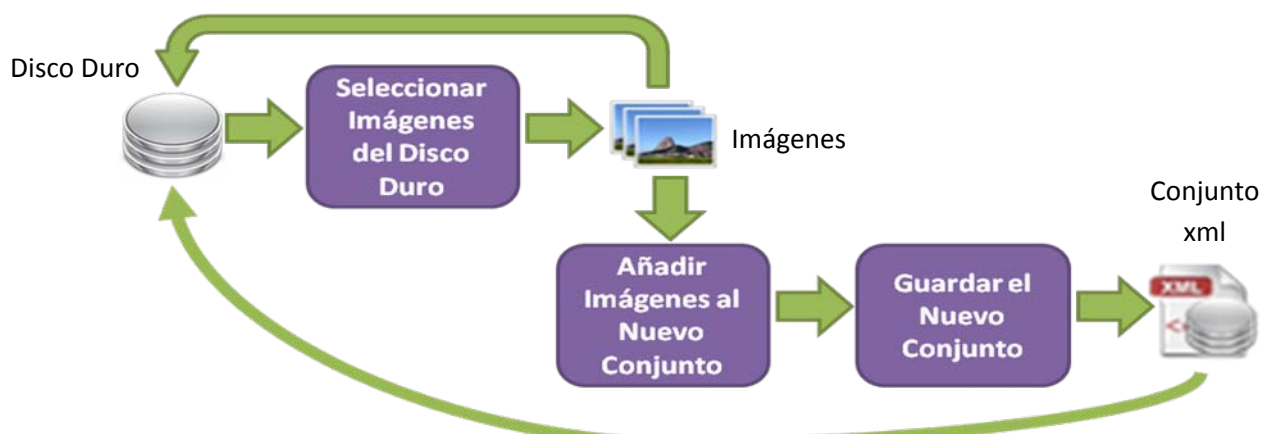 Disco Duro
Seleccionar
Imágenes
del Disco
Duro
Imágenes
Añadir
Imágenes al
Nuevo
Conjunto
Guardar el
Nuevo
Conjunto
Conjunto
xml
XML